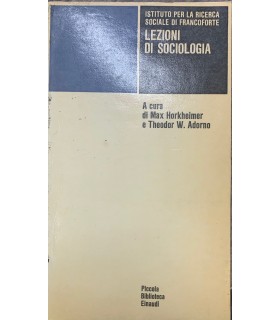 ISTITUTO PER LA RICERCA
SOCIALE DI FRANCOFORTE
LEZIONI
DI SOCIOLOGIA
A cura
di Max Horkheimer
e Theodor W. Adorno
Piccola
Biblioteca
Einaudi